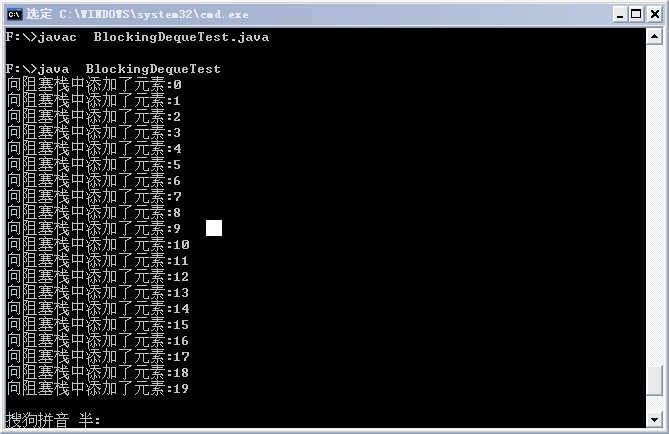 选定 C:\WINDOWS\system32\cmd.exe
F:\>javac  BlockingDequeTest.java
F:\>java  BlockingDequeTest
向阻塞栈中添加了元素:0
向阻塞栈中添加了元素:1
向阻塞栈中添加了元素:2
向阻塞栈中添加了元素:3
向阻塞栈中添加了元素:4
向阻塞栈中添加了元素:5
向阻塞栈中添加了元素:6
向阻塞栈中添加了元素:7
向阻塞栈中添加了元素:8
向阻塞栈中添加了元素:9
向阻塞栈中添加了元素:10
向阻塞栈中添加了元素:11
向阻塞栈中添加了元素:12
向阻塞栈中添加了元素:13
向阻塞栈中添加了元素:14
向阻塞栈中添加了元素:15
向阻塞栈中添加了元素:16
向阻塞栈中添加了元素:17
向阻塞栈中添加了元素:18
向阻塞栈中添加了元素:19
搜狗拼音 半: